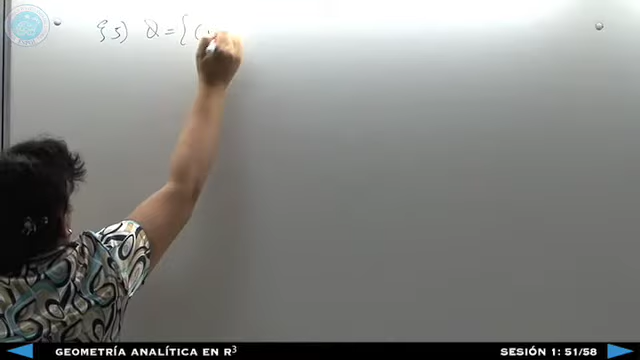 §5) Q = { (
GEOMETRÍA ANALÍTICA EN R³
SESIÓN 1: 51/58